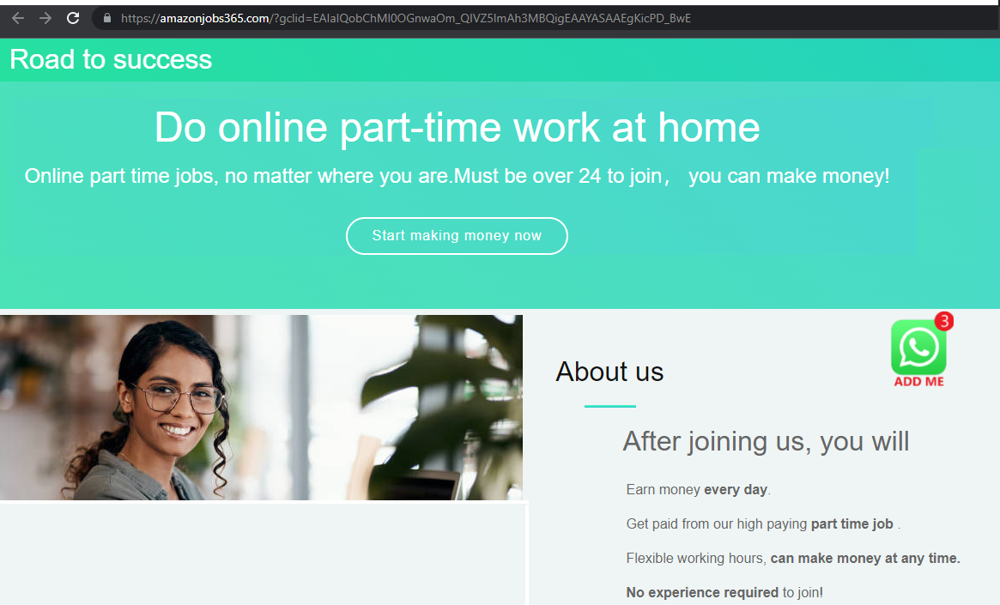 https://amazonjobs365.com/?gclid=EAIaIQobChMI0OGnwaOm_QIVZ5ImAh3MBQigEAAYASAAEgKicPD_BwE
Road to success
Do online part-time work at home
Online part time jobs, no matter where you are.Must be over 24 to join， you can make money!
Start making money now
3
ADD ME
About us
After joining us, you will
Earn money every day.
Get paid from our high paying part time job .
Flexible working hours, can make money at any time.
No experience required to join!